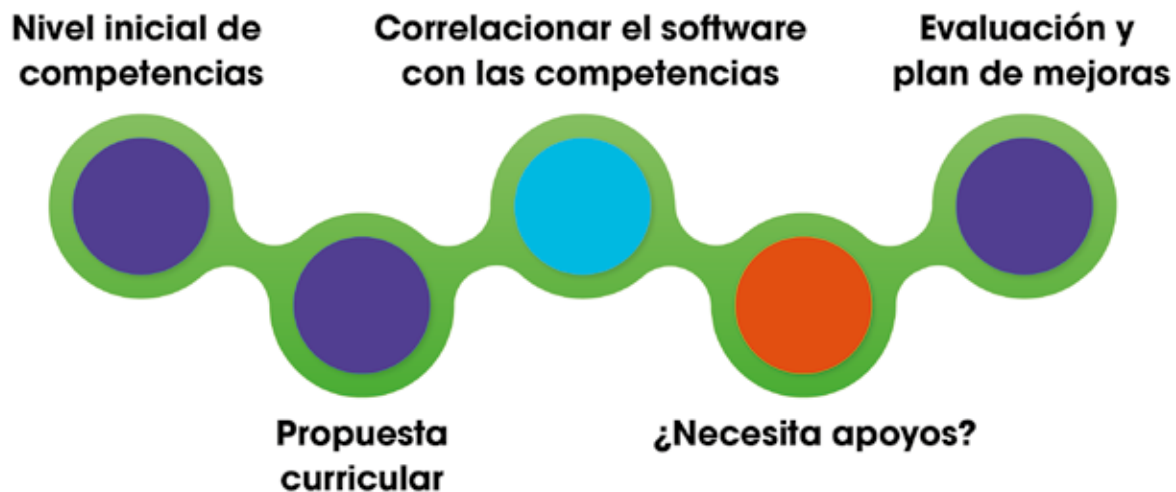 Nivel inicial de
competencias
Correlacionar el software
con las competencias
Evaluación y
plan de mejoras
Propuesta
curricular
¿Necesita apoyos?